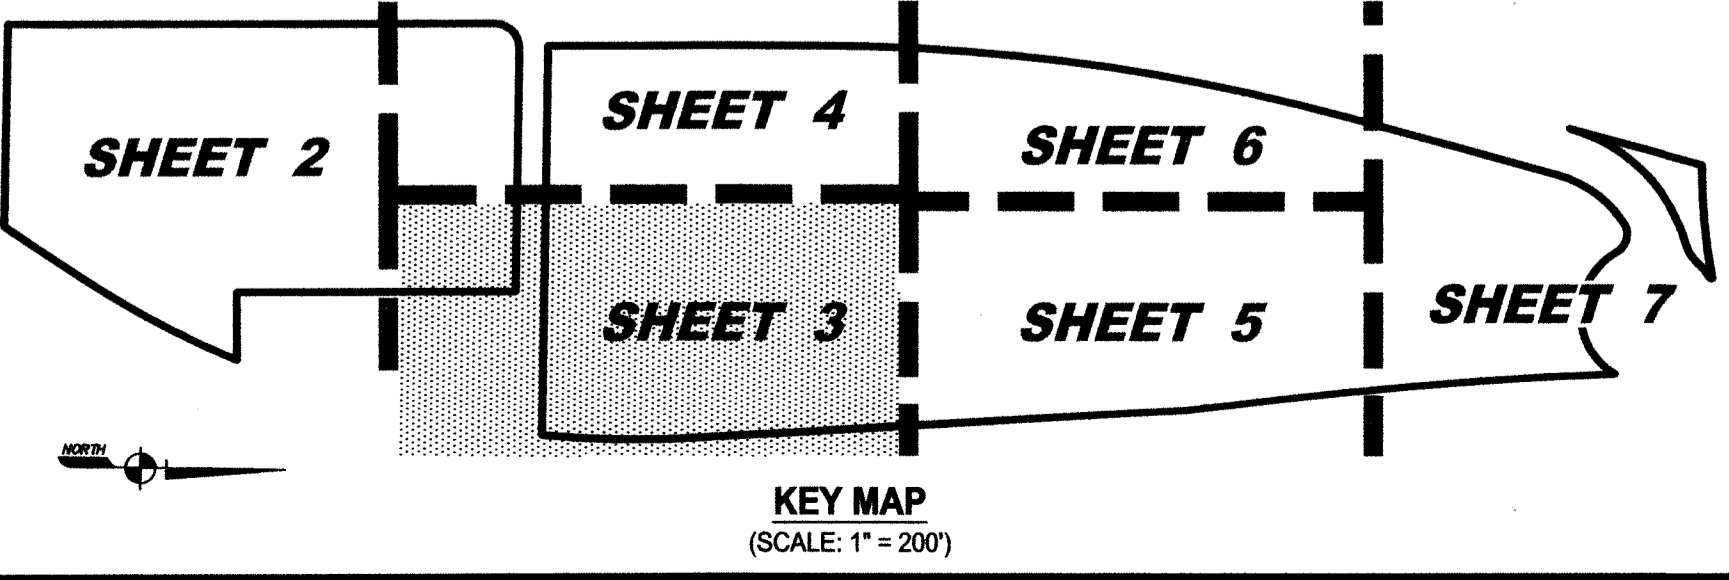 SHEET 4
SHEET 6
SHEET 2
SHEET 3
SHEET 5
SHEET 7
NORTH
KEY MAP
(SCALE: 1" = 200')